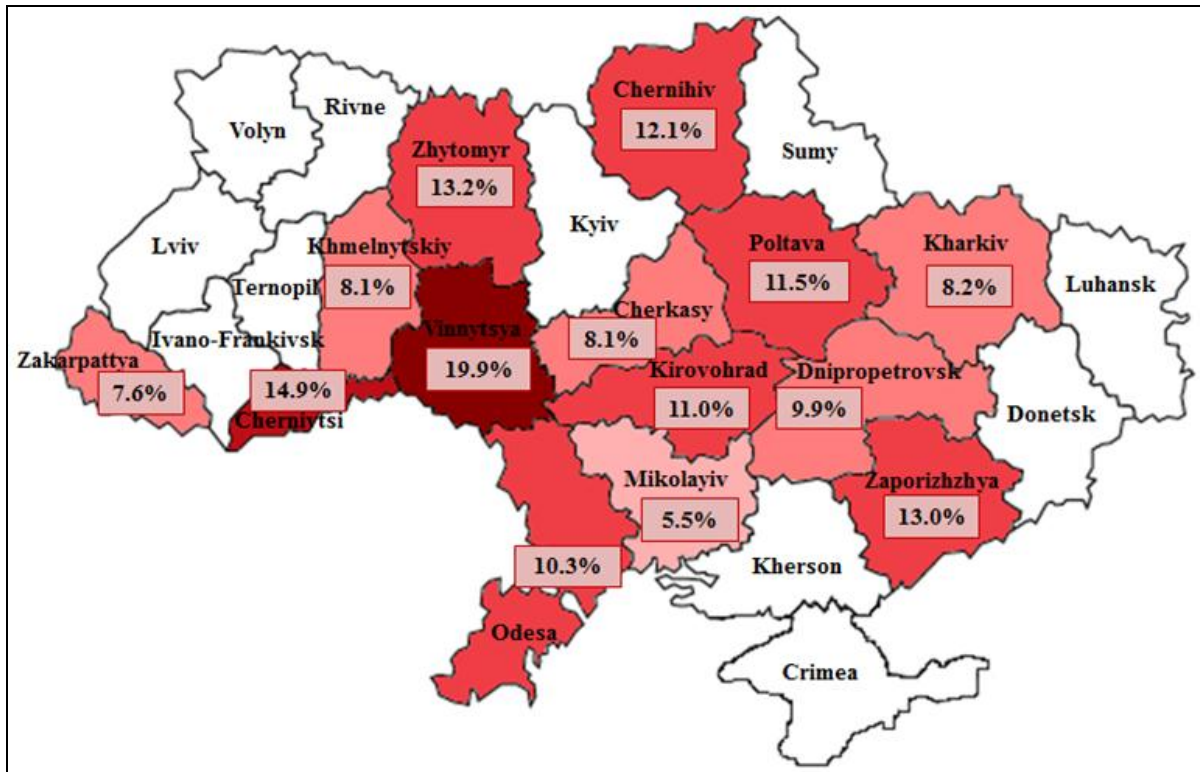 Chernihiv
12.1%
Rivne
Volyn
Zhytomyr
13.2%
Sumy
Kyiv
Lviv
Khmelnytskiy
8.1%
Poltava
11.5%
Kharkiv
8.2%
Ternopil
Luhansk
Cherkasy
8.1%
Vinnytsya
19.9%
Ivano-Frankivsk
Zakarpattya
7.6%
14.9%
Chernivtsi
Kirovohrad
11.0%
Dnipropetrovsk
9.9%
Donetsk
Mikolayiv
5.5%
Zaporizhzhya
13.0%
10.3%
Kherson
Odesa
Crimea